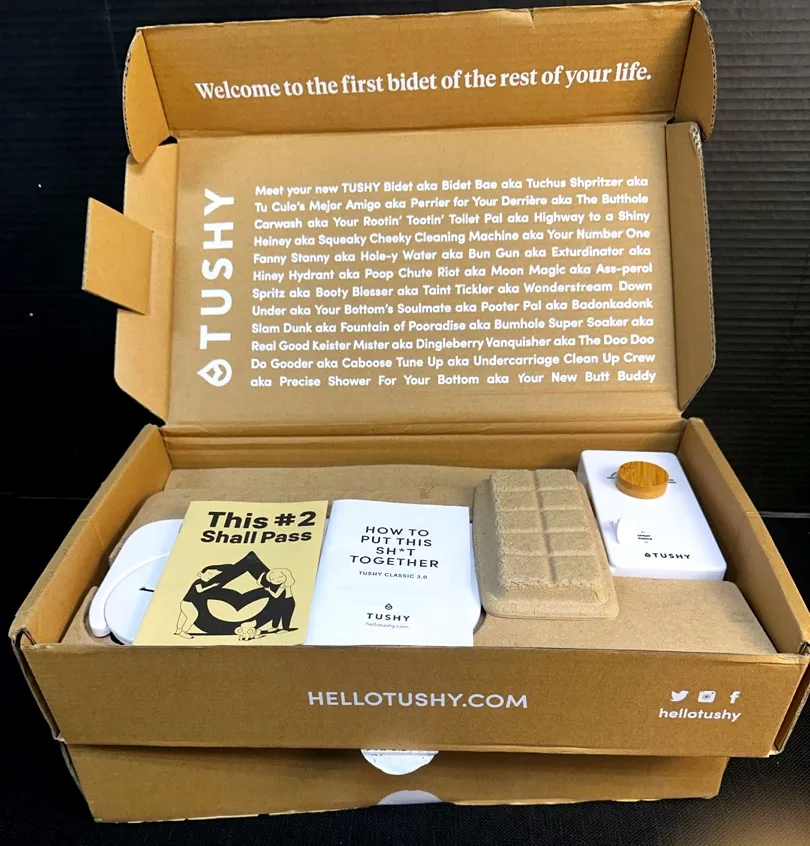 Welcome to the first bidet of the rest of your life.
TUSHY
Meet your new TUSHY Bidet aka Bidet Bae aka Tuchus Shpritzer aka
Tu Culo's Mejor Amigo aka Perrier for Your Derrière aka The Butthole
Carwash aka Your Rootin' Tootin' Toilet Pal aka Highway to a Shiny
Heiney aka Squeaky Cheeky Cleaning Machine aka Your Number One
Fanny Stanny aka Hole-y Water aka Bun Gun aka Exturdinator aka
Hiney Hydrant aka Poop Chute Riot aka Moon Magic aka Ass-perol
Spritz aka Booty Blesser aka Taint Tickler aka Wonderstream Down
Under aka Your Bottom's Soulmate aka Pooter Pal aka Badonkadonk
Slam Dunk aka Fountain of Pooradise aka Bumhole Super Soaker aka
Real Good Keister Mister aka Dingleberry Vanquisher aka The Doo Doo
Do Gooder aka Caboose Tune Up aka Undercarriage Clean Up Crew
aka Precise Shower For Your Bottom aka Your New Butt Buddy
This #2
Shall Pass
HOW TO
PUT THIS
SH*T
TOGETHER
TUSHY CLASSIC 3.0
TUSHY
hellotushy.com
SPRAY
ANGLE
TUSHY
HELLOTUSHY.COM
hellotushy